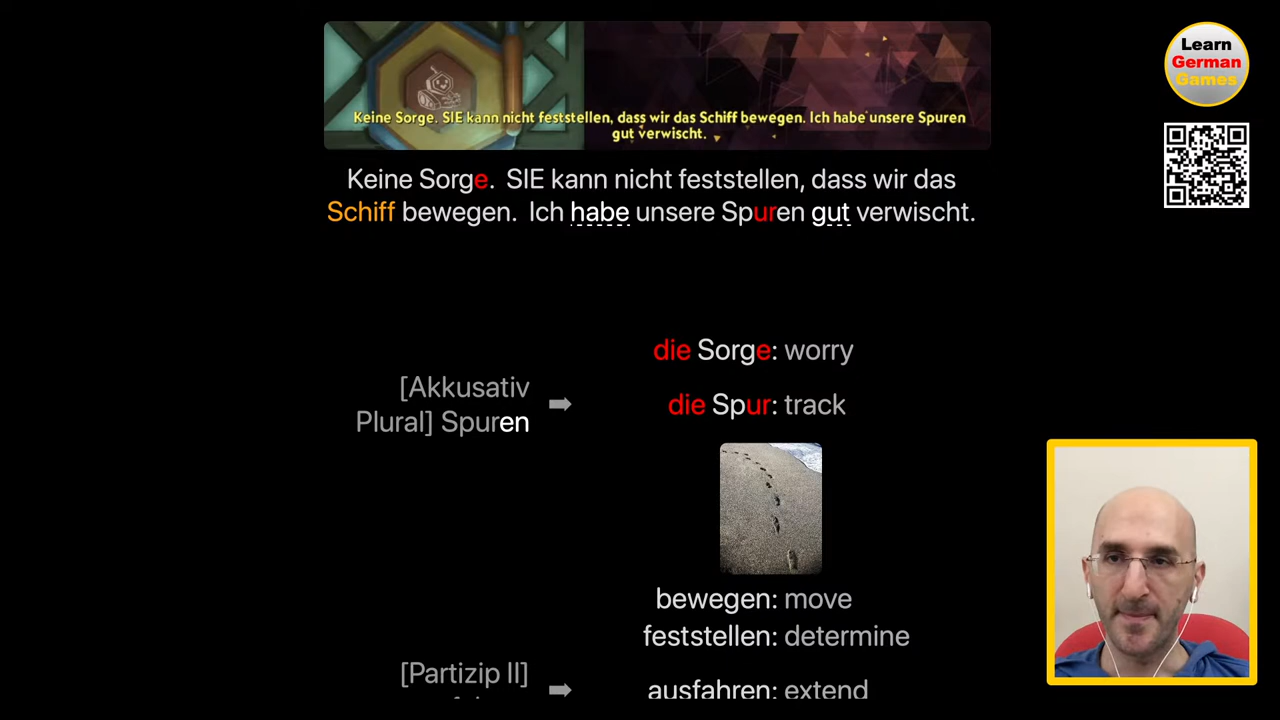 Learn
German
Games
Keine Sorge. SIE kann nicht feststellen, dass wir das Schiff bewegen. Ich habe unsere Spuren
gut verwischt.
Keine Sorge. SIE kann nicht feststellen, dass wir das
Schiff bewegen. Ich habe unsere Spuren gut verwischt.
die Sorge: worry
[Akkusativ
Plural] Spuren ➡ die Spur: track
bewegen: move
feststellen: determine
[Partizip II]
➡ ausfahren: extend